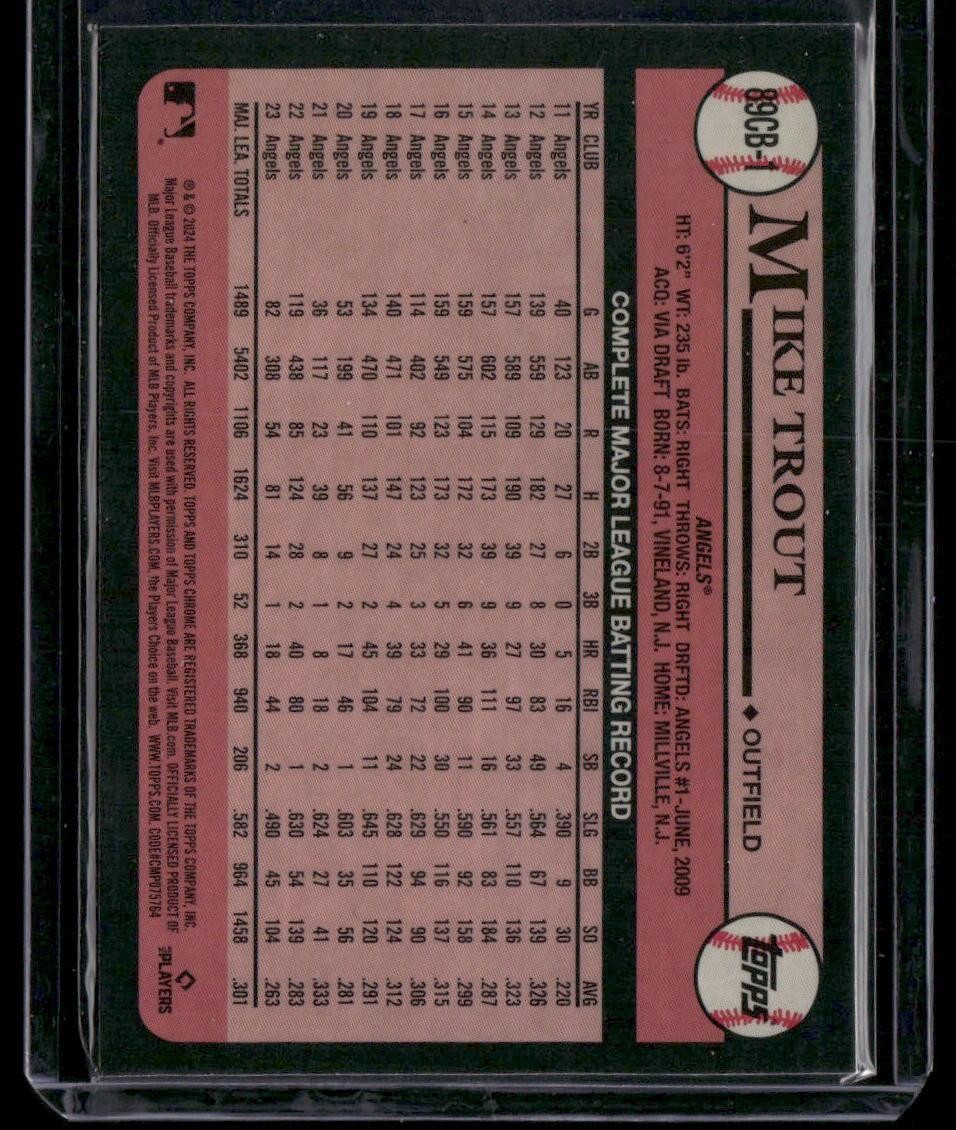 89CB-1
MIKE TROUT
◆ OUTFIELD
topps
ANGELS®
HT: 6'2" WT: 235 lb. BATS: RIGHT THROWS: RIGHT DRFTD: ANGELS #1-JUNE, 2009
ACQ: VIA DRAFT BORN: 8-7-91, VINELAND, N.J. HOME: MILLVILLE, N.J.
COMPLETE MAJOR LEAGUE BATTING RECORD
YR CLUB G AB R H 2B 3B HR RBI SB SLG BB SO AVG
11 Angels 40 123 20 27 6 0 5 16 4 .390 9 30 .220
12 Angels 139 559 129 182 27 8 30 83 49 .564 67 139 .326
13 Angels 157 589 109 190 39 9 27 97 33 .557 110 136 .323
14 Angels 157 602 115 173 39 9 36 111 16 .561 83 184 .287
15 Angels 159 575 104 172 32 6 41 90 11 .590 92 158 .299
16 Angels 159 549 123 173 32 5 29 100 30 .550 116 137 .315
17 Angels 114 402 92 123 25 3 33 72 22 .629 94 90 .306
18 Angels 140 471 101 147 24 4 39 79 24 .628 122 124 .312
19 Angels 134 470 110 137 27 2 45 104 11 .645 110 120 .291
20 Angels 53 199 41 56 9 2 17 46 1 .603 35 56 .281
21 Angels 36 117 23 39 8 1 8 18 2 .624 27 41 .333
22 Angels 119 438 85 124 28 2 40 80 1 .630 54 139 .283
23 Angels 82 308 54 81 14 1 18 44 2 .490 45 104 .263
MAJ. LEA. TOTALS 1489 5402 1106 1624 310 52 368 940 206 .582 964 1458 .301
® & © 2024 THE TOPPS COMPANY, INC. ALL RIGHTS RESERVED. TOPPS AND TOPPS CHROME ARE REGISTERED TRADEMARKS OF THE TOPPS COMPANY, INC.
Major League Baseball trademarks and copyrights are used with permission of Major League Baseball. Visit MLB.com. OFFICIALLY LICENSED PRODUCT OF
MLB. Officially Licensed Product of MLB Players, Inc. Visit MLBPLAYERS.COM, the Players Choice on the web. WWW.TOPPS.COM. CODE#CMP075764
PLAYERS